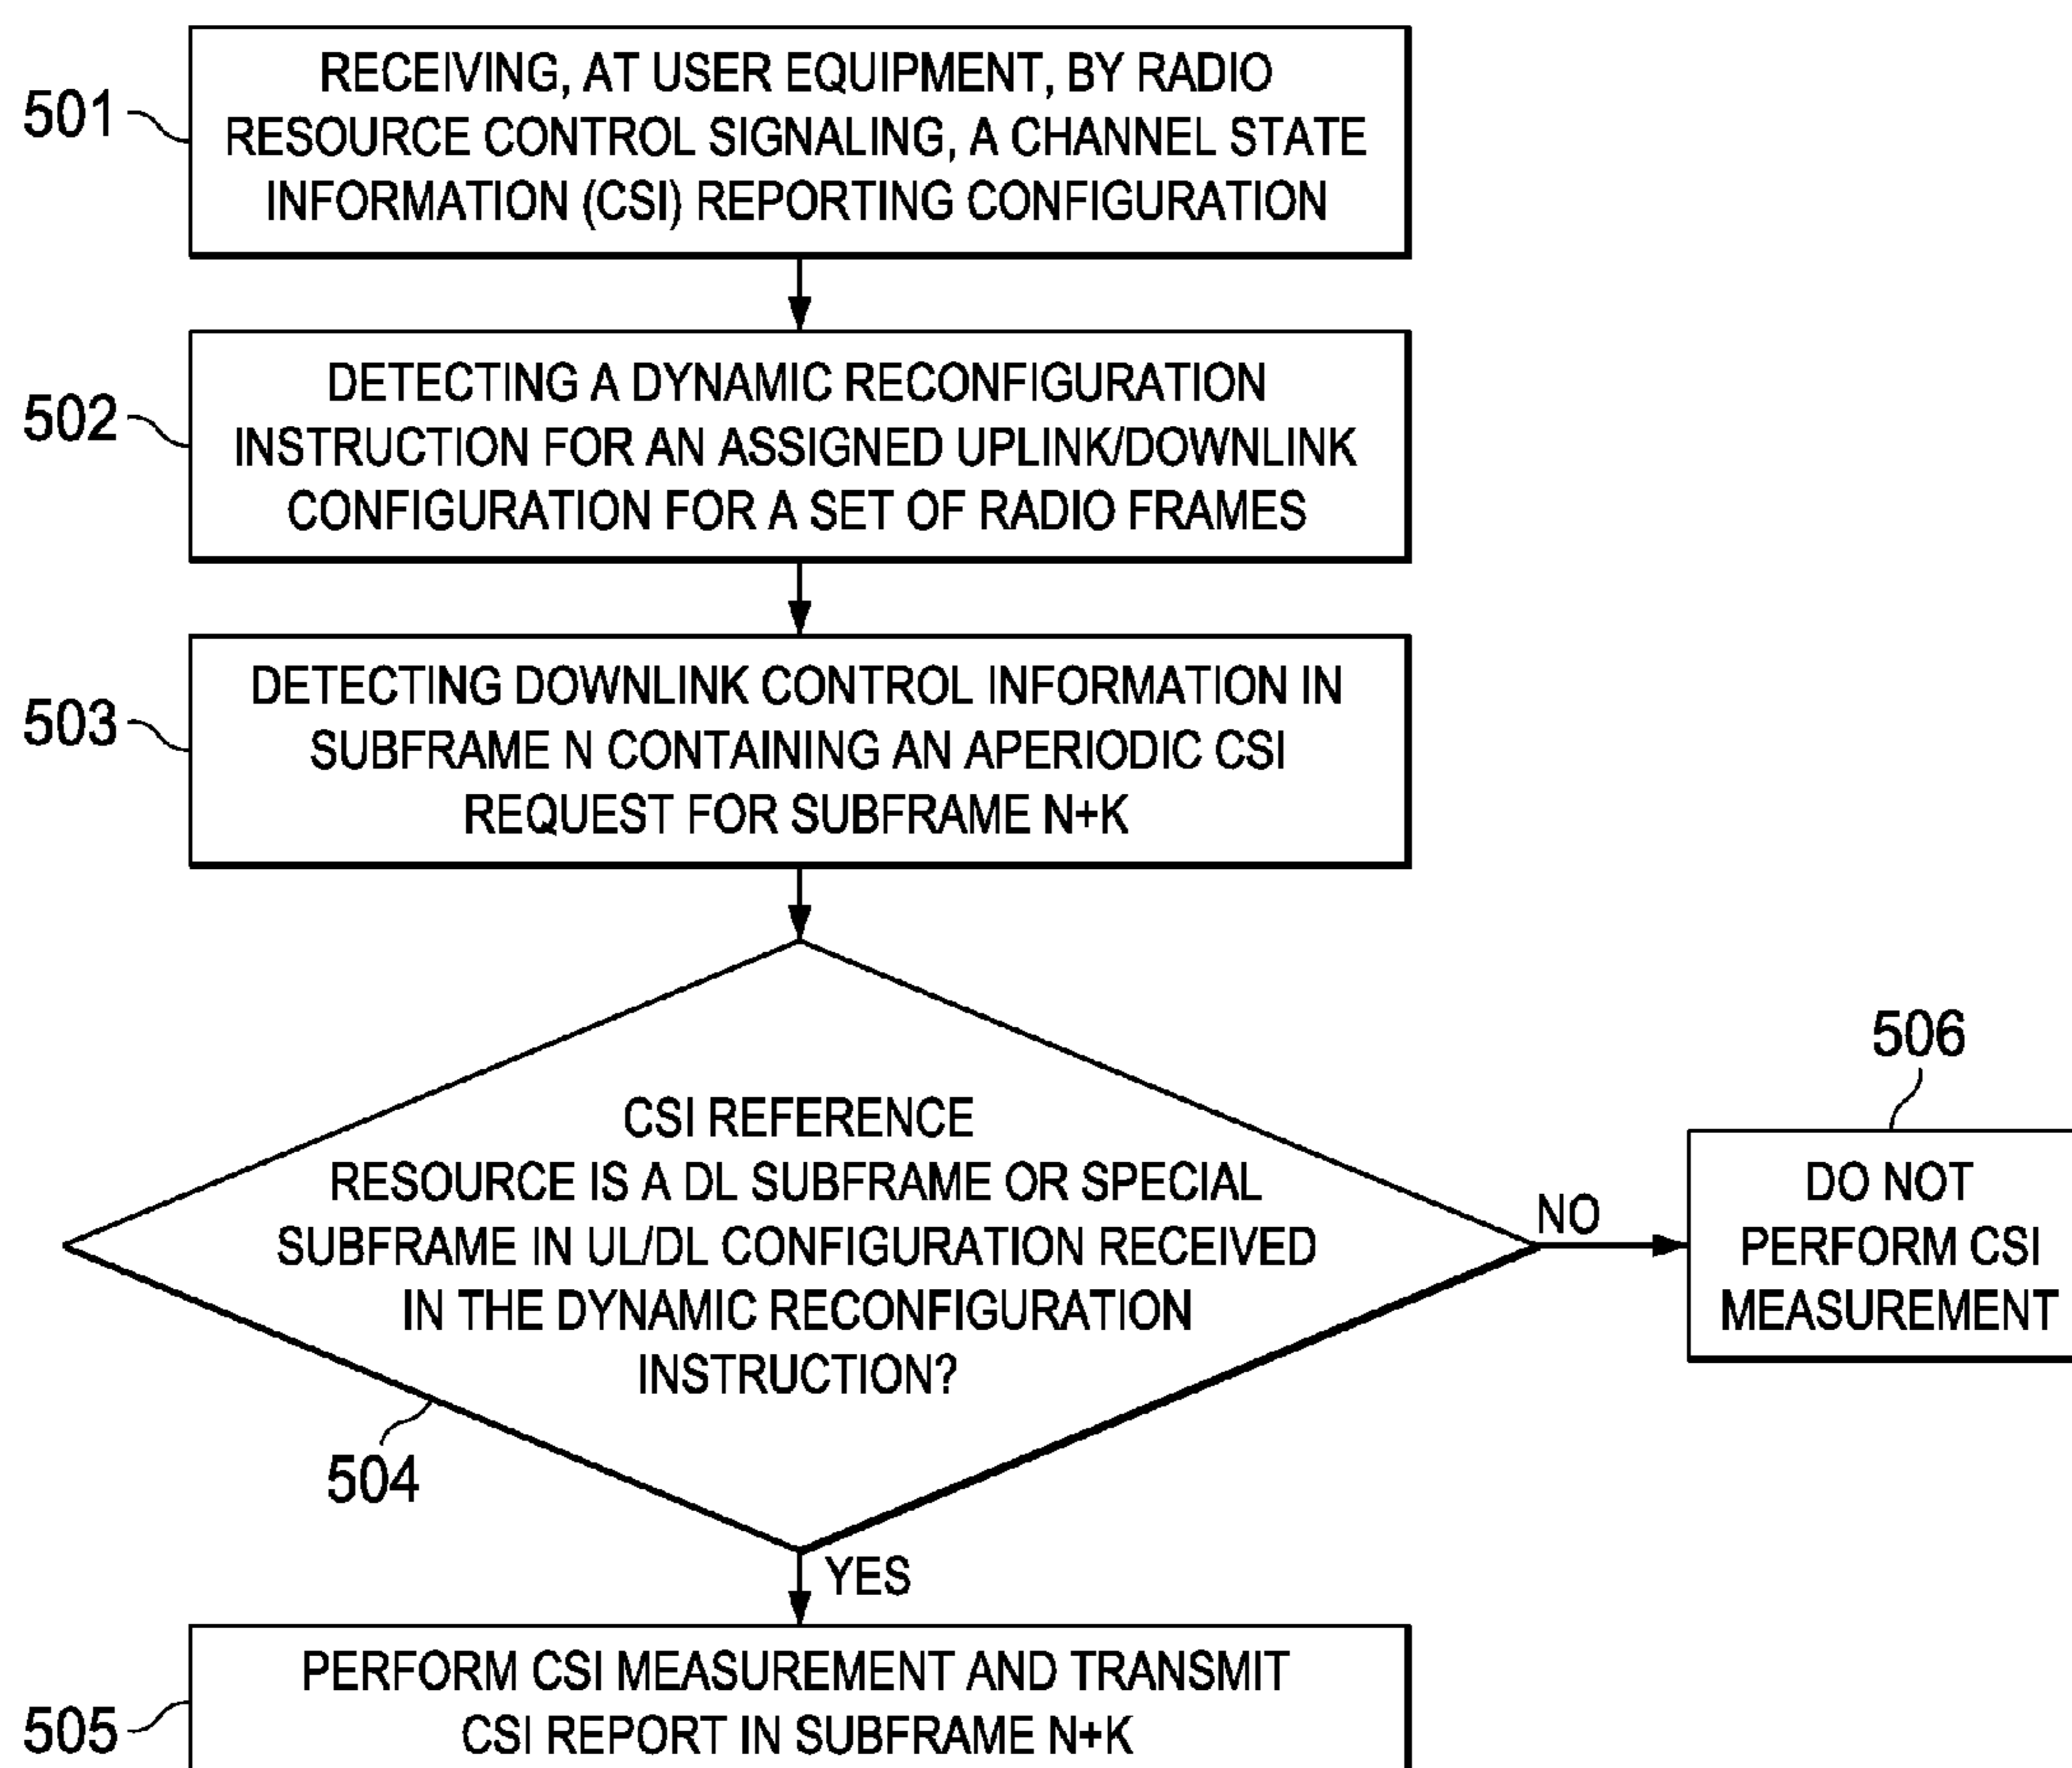 RECEIVING, AT USER EQUIPMENT, BY RADIO
RESOURCE CONTROL SIGNALING, A CHANNEL STATE
INFORMATION (CSI) REPORTING CONFIGURATION
501
DETECTING A DYNAMIC RECONFIGURATION
INSTRUCTION FOR AN ASSIGNED UPLINK/DOWNLINK
CONFIGURATION FOR A SET OF RADIO FRAMES
502
DETECTING DOWNLINK CONTROL INFORMATION IN
SUBFRAME N CONTAINING AN APERIODIC CSI
REQUEST FOR SUBFRAME N+K
503
CSI REFERENCE
RESOURCE IS A DL SUBFRAME OR SPECIAL
SUBFRAME IN UL/DL CONFIGURATION RECEIVED
IN THE DYNAMIC RECONFIGURATION
INSTRUCTION?
504
NO
506
DO NOT
PERFORM CSI
MEASUREMENT
YES
PERFORM CSI MEASUREMENT AND TRANSMIT
CSI REPORT IN SUBFRAME N+K
505